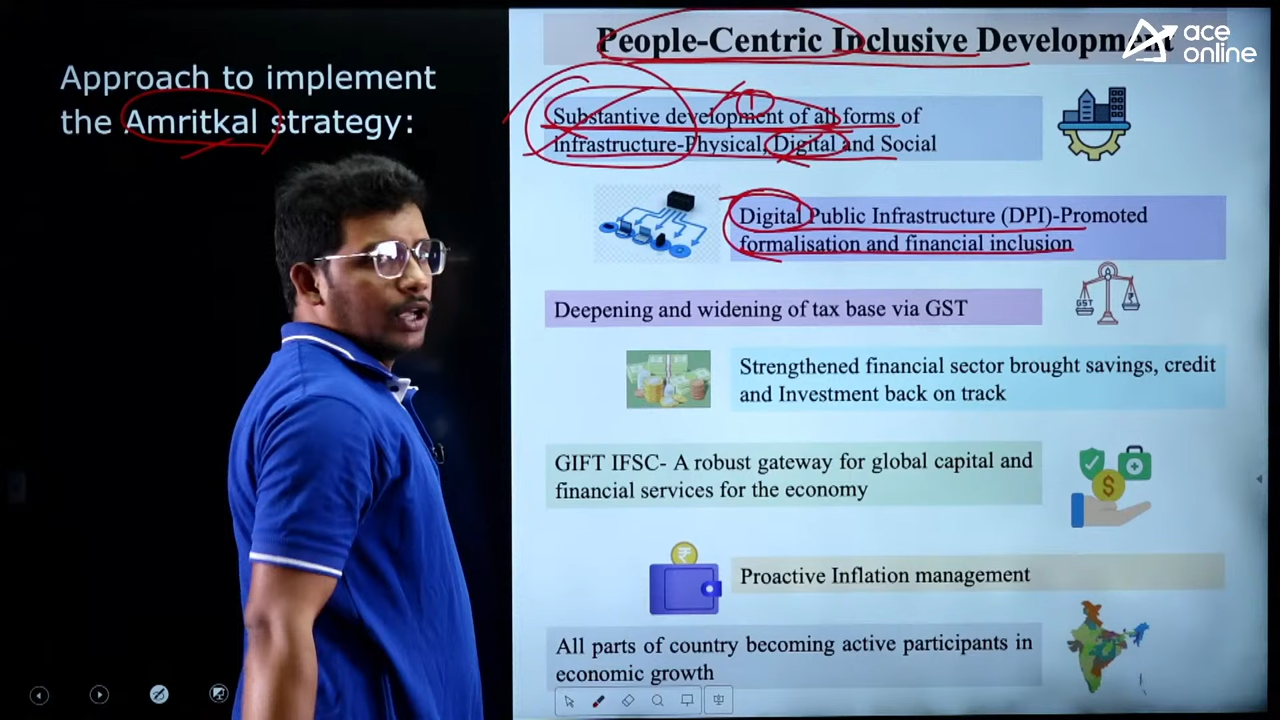 People-Centric Inclusive Development
ace
online
Approach to implement
the Amritkal strategy:
Substantive development of all forms of
infrastructure-Physical, Digital and Social
1
Digital Public Infrastructure (DPI)-Promoted
formalisation and financial inclusion
Deepening and widening of tax base via GST
GST
₹
Strengthened financial sector brought savings, credit
and Investment back on track
GIFT IFSC- A robust gateway for global capital and
financial services for the economy
$
₹
Proactive Inflation management
All parts of country becoming active participants in
economic growth